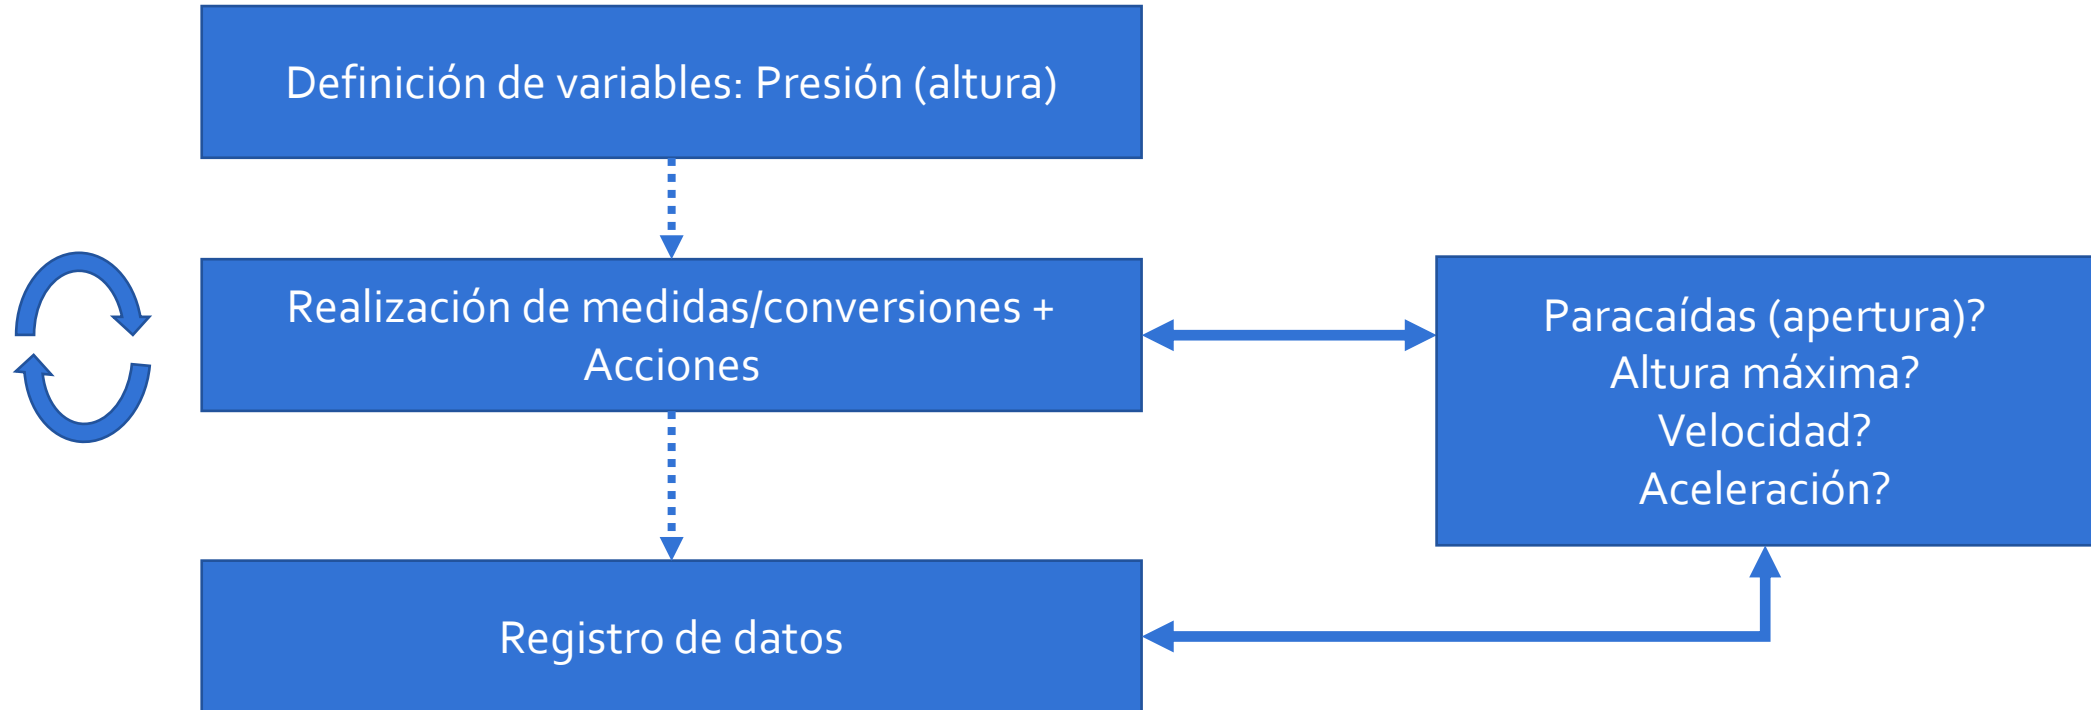 Definición de variables: Presión (altura)
Realización de medidas/conversiones +
Acciones
Paracaídas (apertura)?
Altura máxima?
Velocidad?
Aceleración?
Registro de datos